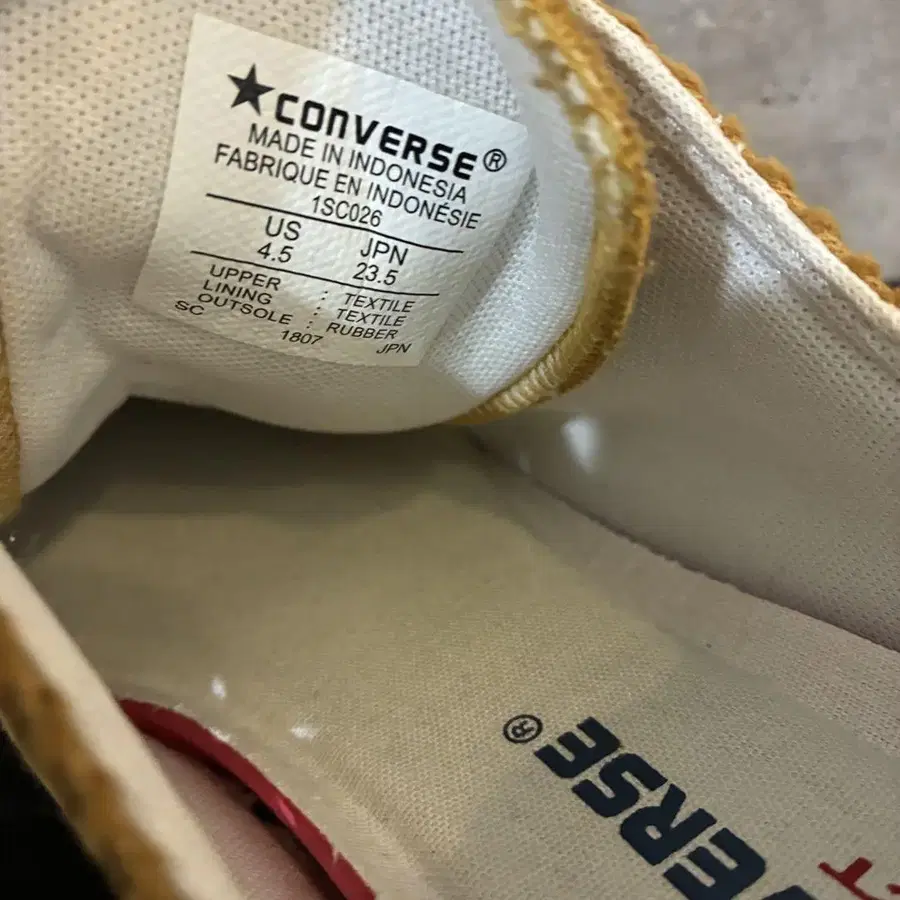 ★CONVERSE®
MADE IN INDONESIA
FABRIQUE EN INDONÉSIE
1SC026
US JPN
4.5 23.5
UPPER : TEXTILE
LINING : TEXTILE
OUTSOLE : RUBBER
SC 1807 JPN
VERSE®